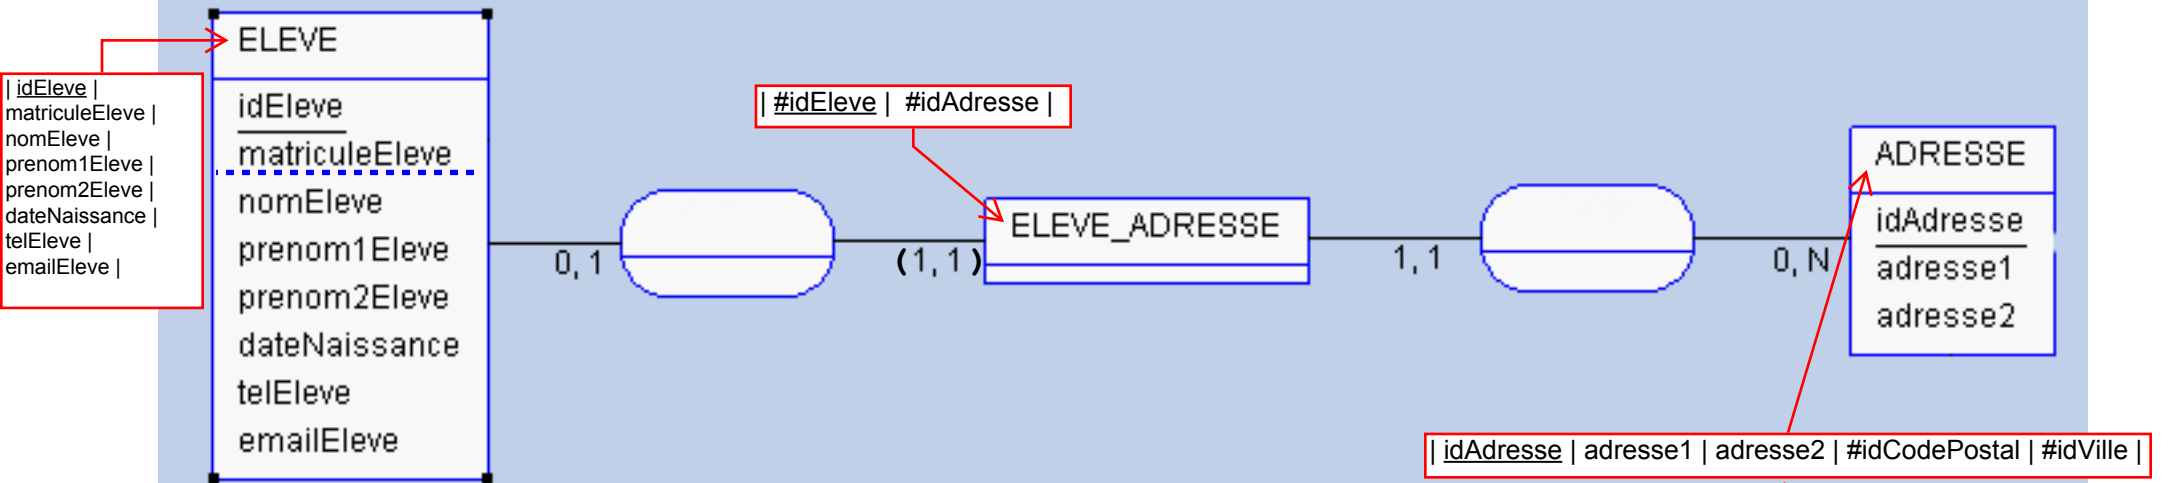 ELEVE
idEleve
matriculeEleve
nomEleve
prenom1Eleve
prenom2Eleve
dateNaissance
telEleve
emailEleve
| idEleve |
matriculeEleve |
nomEleve |
prenom1Eleve |
prenom2Eleve |
dateNaissance |
telEleve |
emailEleve |
0,1
| #idEleve | #idAdresse |
(1,1)
ELEVE_ADRESSE
1,1
0,N
ADRESSE
idAdresse
adresse1
adresse2
| idAdresse | adresse1 | adresse2 | #idCodePostal | #idVille |